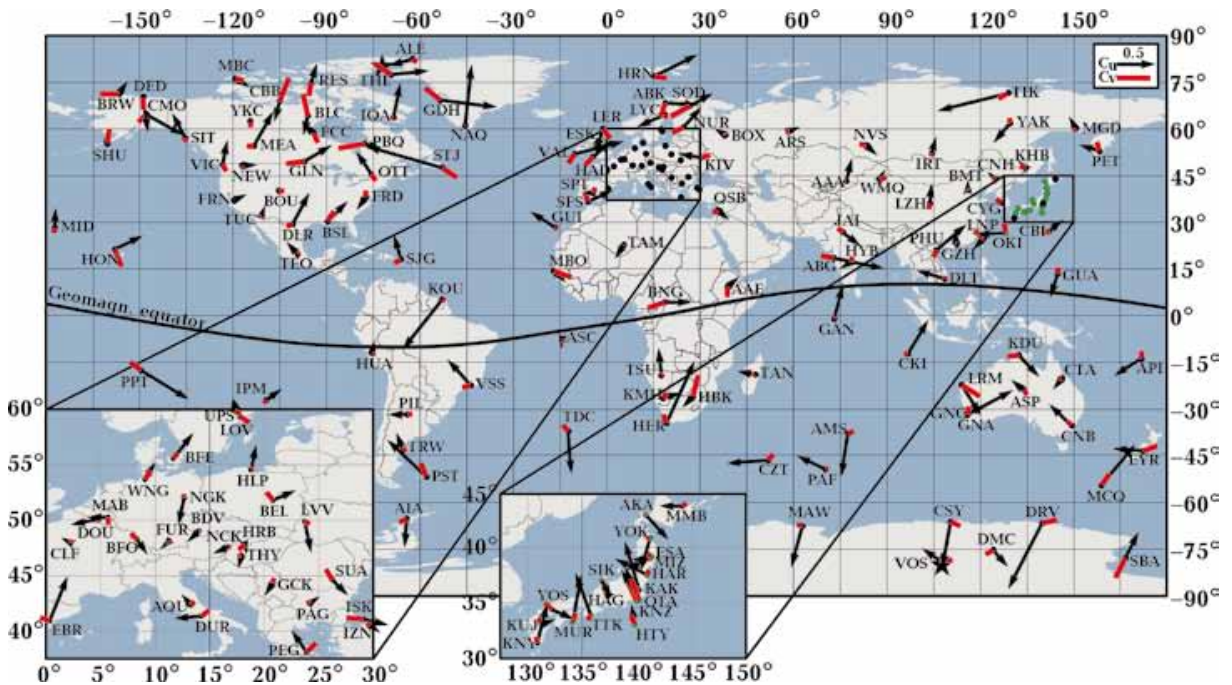 −150° −120° −90° −60° 0° 30° 60° 90° 120° 150°
90°
75°
60°
45°
30°
15°
0°
−15°
−30°
−45°
−60°
−75°
−90°
0.5
Cu
Cv
MBC DED CMO BRW SHU SIT YKC CBB RES BLC FCC MEA VIC NEW GLN PBQ OTT STJ
ALE THL IQA GDH NAQ
FRN BOU TUC DLR BSL FRD TEO MID HON SJG KOU
HRN ABK SOD LYC NUR LER ESK VAL HAD SPT SFS GUI KIV BOX ARS
NVS IRT TIK YAK MGD PET KHB CNH BMT AAA WMQ LZH CYG LNP OKI CBI
QSB JAI HYB ABG PHU GZH DLT GUA
TAM MBO BNG AAE ASC
Geomagn. equator
HUA PPT IPM VSS PIL TRW PST AIA
GAN CKI KDU CTA API
TSU KMH HBK HER TAN TDC
LRM GNG GNA ASP CNB EYR MCQ
AMS CZT PAF MAW CSY DRV DMC VOS SBA
60°
55°
50°
45°
40°
0° 5° 10° 15° 20° 25° 30°
UPS LOV BFE HLP WNG NGK BEL LVV MAB DOU BDV FUR HRB NCK THY CLF BFO GCK SUA AQU DUR PAG ISK IZN EBR PEG
45°
40°
35°
30°
130° 135° 140° 145° 150°
AKA MMB YOK ESA MIZ HAR SIK KAK HAG OTA YOS KNZ KUJ MUR TTK HTY KNY